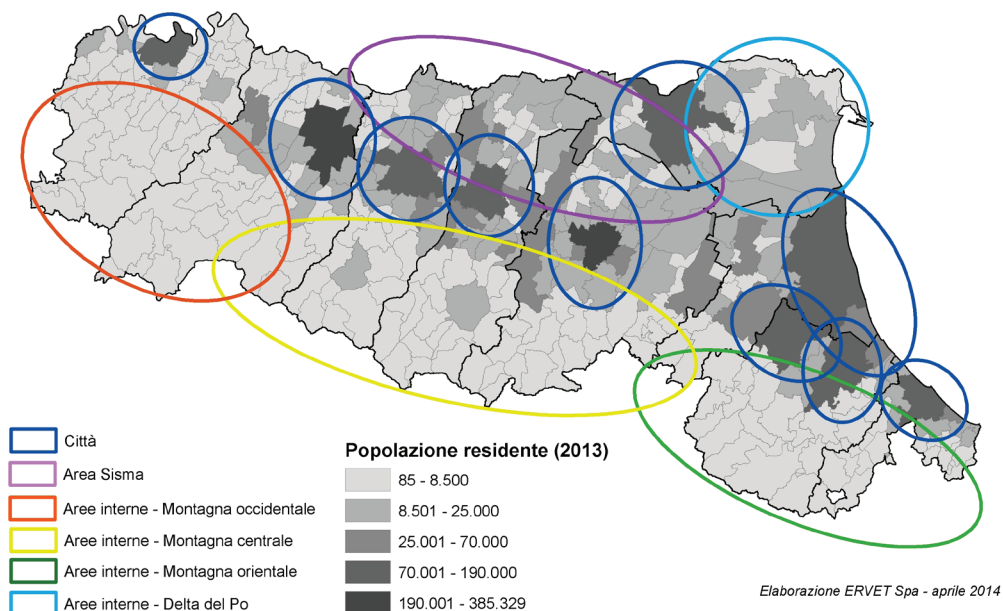 Città
Area Sisma
Aree interne - Montagna occidentale
Aree interne - Montagna centrale
Aree interne - Montagna orientale
Aree interne - Delta del Po
Popolazione residente (2013)
85 - 8.500
8.501 - 25.000
25.001 - 70.000
70.001 - 190.000
190.001 - 385.329
Elaborazione ERVET Spa - aprile 2014